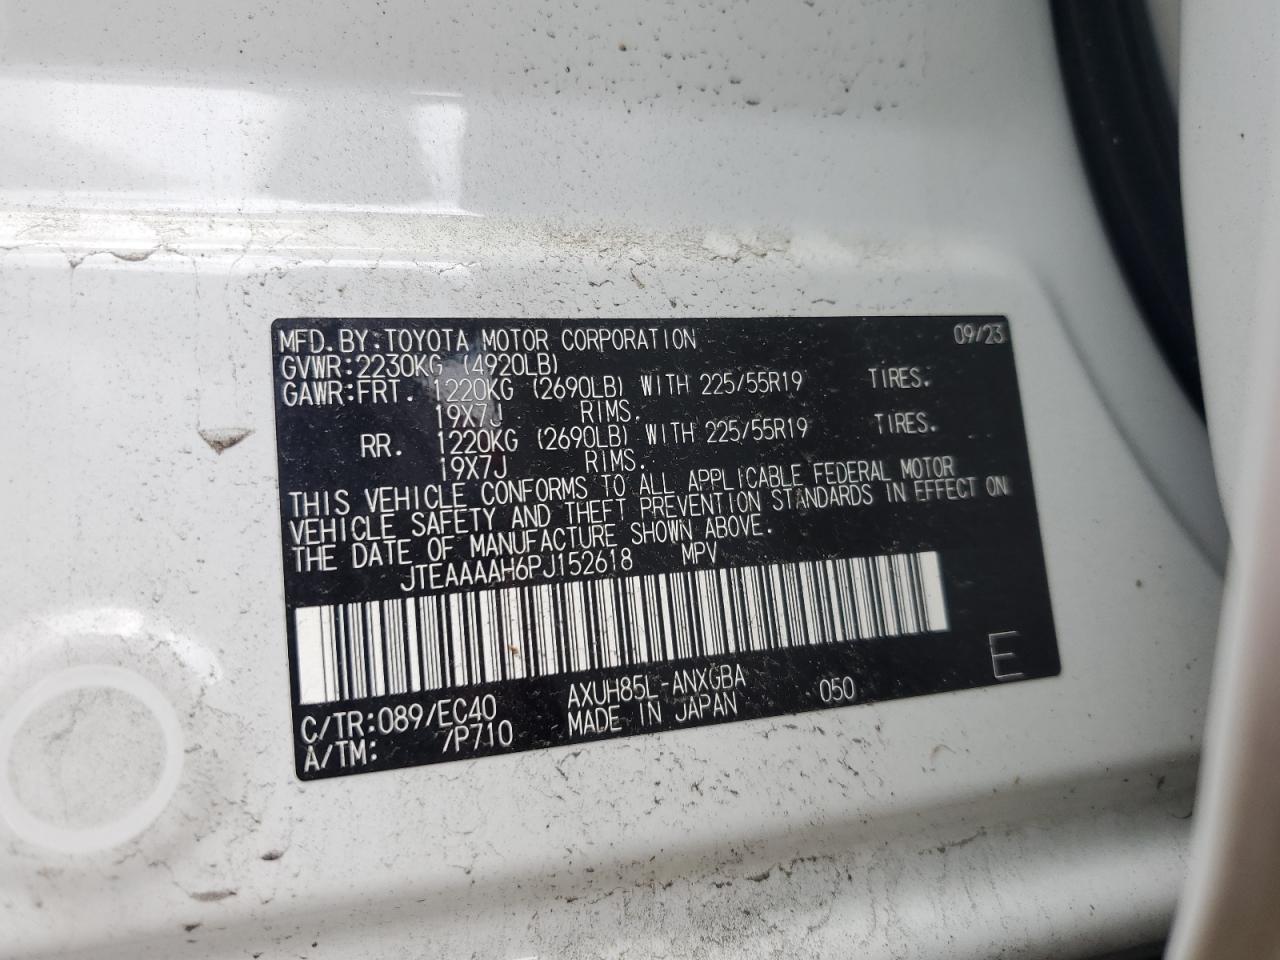 MFD. BY:TOYOTA MOTOR CORPORATION 09/23
GVWR:2230KG (4920LB)
GAWR:FRT. 1220KG (2690LB) WITH 225/55R19 TIRES.
19X7J RIMS.
RR. 1220KG (2690LB) WITH 225/55R19 TIRES.
19X7J RIMS.
THIS VEHICLE CONFORMS TO ALL APPLICABLE FEDERAL MOTOR
VEHICLE SAFETY AND THEFT PREVENTION STANDARDS IN EFFECT ON
THE DATE OF MANUFACTURE SHOWN ABOVE.
JTEAAAAH6PJ152618 MPV
C/TR:089/EC40 AXUH85L-ANXGBA 050 E
A/TM: /P710 MADE IN JAPAN